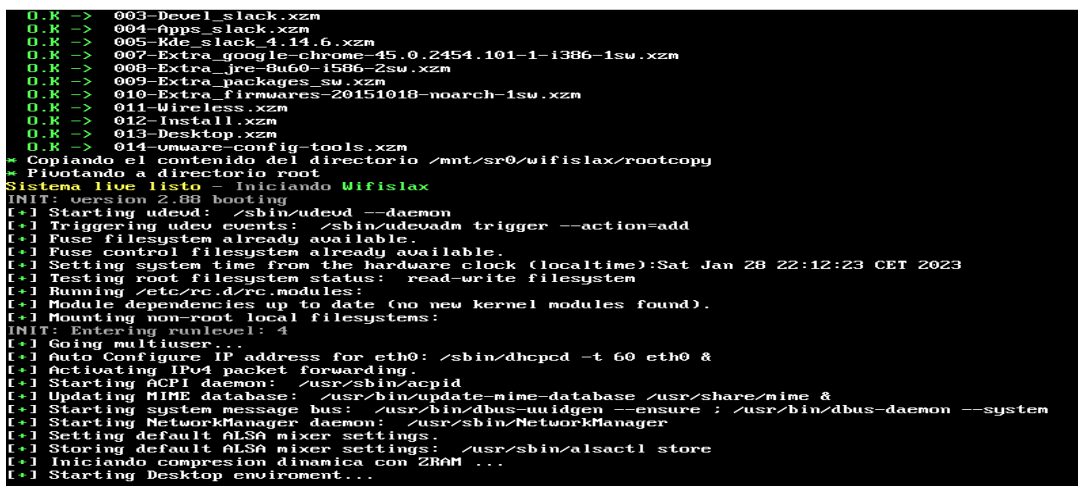 O.K -> 003-Devel_slack.xzm
O.K -> 004-Apps_slack.xzm
O.K -> 005-Kde_slack_4.14.6.xzm
O.K -> 007-Extra_google-chrome-45.0.2454.101-1-i386-1sw.xzm
O.K -> 008-Extra_jre-8u60-i586-2sw.xzm
O.K -> 009-Extra_packages_sw.xzm
O.K -> 010-Extra_firmwares-20151018-noarch-1sw.xzm
O.K -> 011-Wireless.xzm
O.K -> 012-Install.xzm
O.K -> 013-Desktop.xzm
O.K -> 014-vmware-config-tools.xzm
* Copiando el contenido del directorio /mnt/sr0/wifislax/rootcopy
* Pivotando a directorio root
Sistema live listo - Iniciando Wifislax
INIT: version 2.88 booting
[+] Starting udevd: /sbin/udevd --daemon
[+] Triggering udev events: /sbin/udevadm trigger --action=add
[+] Fuse filesystem already available.
[+] Fuse control filesystem already available.
[+] Setting system time from the hardware clock (localtime):Sat Jan 28 22:12:23 CET 2023
[+] Testing root filesystem status: read-write filesystem
[+] Running /etc/rc.d/rc.modules:
[+] Module dependencies up to date (no new kernel modules found).
[+] Mounting non-root local filesystems:
INIT: Entering runlevel: 4
[+] Going multiuser...
[+] Auto Configure IP address for eth0: /sbin/dhcpcd -t 60 eth0 &
[+] Activating IPv4 packet forwarding.
[+] Starting ACPI daemon: /usr/sbin/acpid
[+] Updating MIME database: /usr/bin/update-mime-database /usr/share/mime &
[+] Starting system message bus: /usr/bin/dbus-uuidgen --ensure ; /usr/bin/dbus-daemon --system
[+] Starting NetworkManager daemon: /usr/sbin/NetworkManager
[+] Setting default ALSA mixer settings.
[+] Storing default ALSA mixer settings: /usr/sbin/alsactl store
[+] Iniciando compresion dinamica con ZRAM ...
[+] Starting Desktop enviroment...